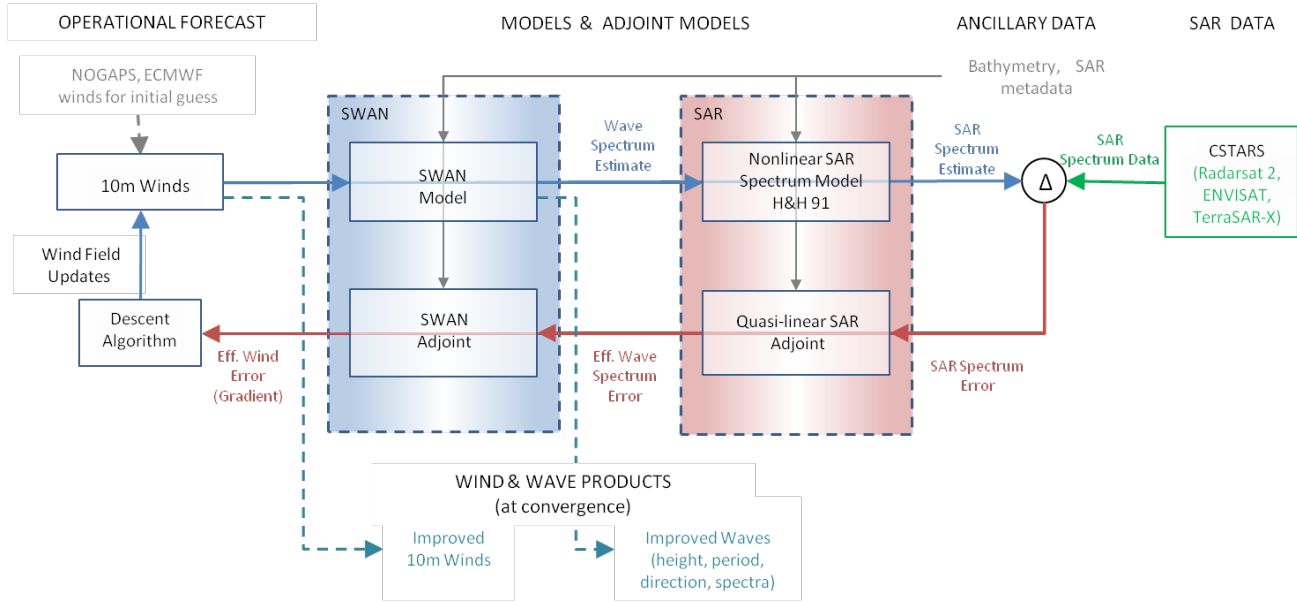 OPERATIONAL FORECAST
MODELS & ADJOINT MODELS
ANCILLARY DATA
SAR DATA
NOGAPS, ECMWF
winds for initial guess
Bathymetry, SAR
metadata
SWAN
SAR
10m Winds
SWAN
Model
Wave
Spectrum
Estimate
Nonlinear SAR
Spectrum Model
H&H 91
SAR
Spectrum
Estimate
Δ
SAR
Spectrum Data
CSTARS
(Radarsat 2,
ENVISAT,
TerraSAR-X)
Wind Field
Updates
Descent
Algorithm
Eff. Wind
Error
(Gradient)
SWAN
Adjoint
Eff. Wave
Spectrum
Error
Quasi-linear SAR
Adjoint
SAR Spectrum
Error
WIND & WAVE PRODUCTS
(at convergence)
Improved
10m Winds
Improved Waves
(height, period,
direction, spectra)